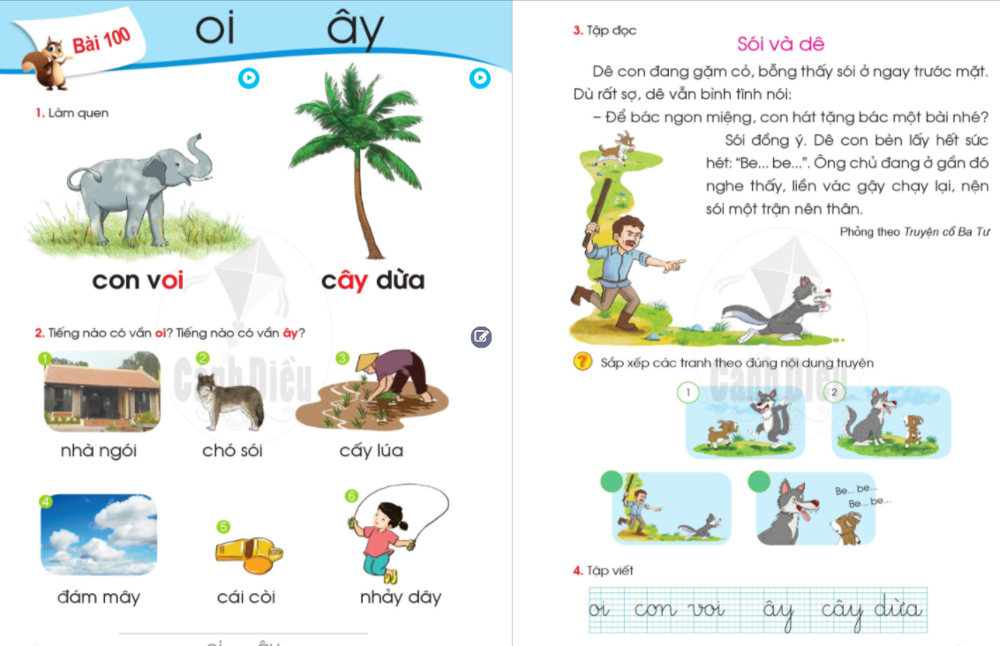 Bài 100
oi ây
1. Làm quen
con voi
cây dừa
2. Tiếng nào có vần oi? Tiếng nào có vần ây?
1
2
3
nhà ngói
chó sói
cấy lúa
4
5
6
đám mây
cái còi
nhảy dây
Cánh Diều
3. Tập đọc
Sói và dê
Dê con đang gặm cỏ, bỗng thấy sói ở ngay trước mặt.
Dù rất sợ, dê vẫn bình tĩnh nói:
– Để bác ngon miệng, con hát tặng bác một bài nhé?
Sói đồng ý. Dê con bèn lấy hết sức
hét: “Be... be...”. Ông chủ đang ở gần đó
nghe thấy, liền vác gậy chạy lại, nện
sói một trận nên thân.
Phỏng theo Truyện cổ Ba Tư
? Sắp xếp các tranh theo đúng nội dung truyện
Cánh Diều
1
2
Be... be...
Be... be...
4. Tập viết
oi con voi ây cây dừa